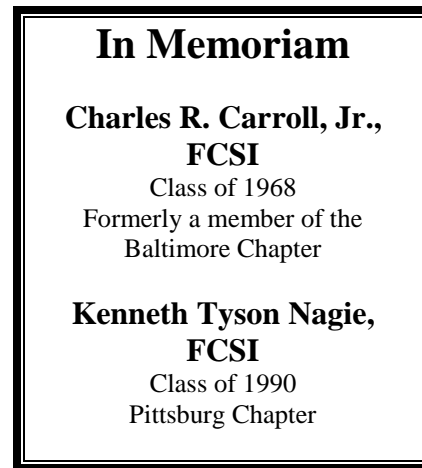 In Memoriam
Charles R. Carroll, Jr.,
FCSI
Class of 1968
Formerly a member of the
Baltimore Chapter
Kenneth Tyson Nagie,
FCSI
Class of 1990
Pittsburg Chapter